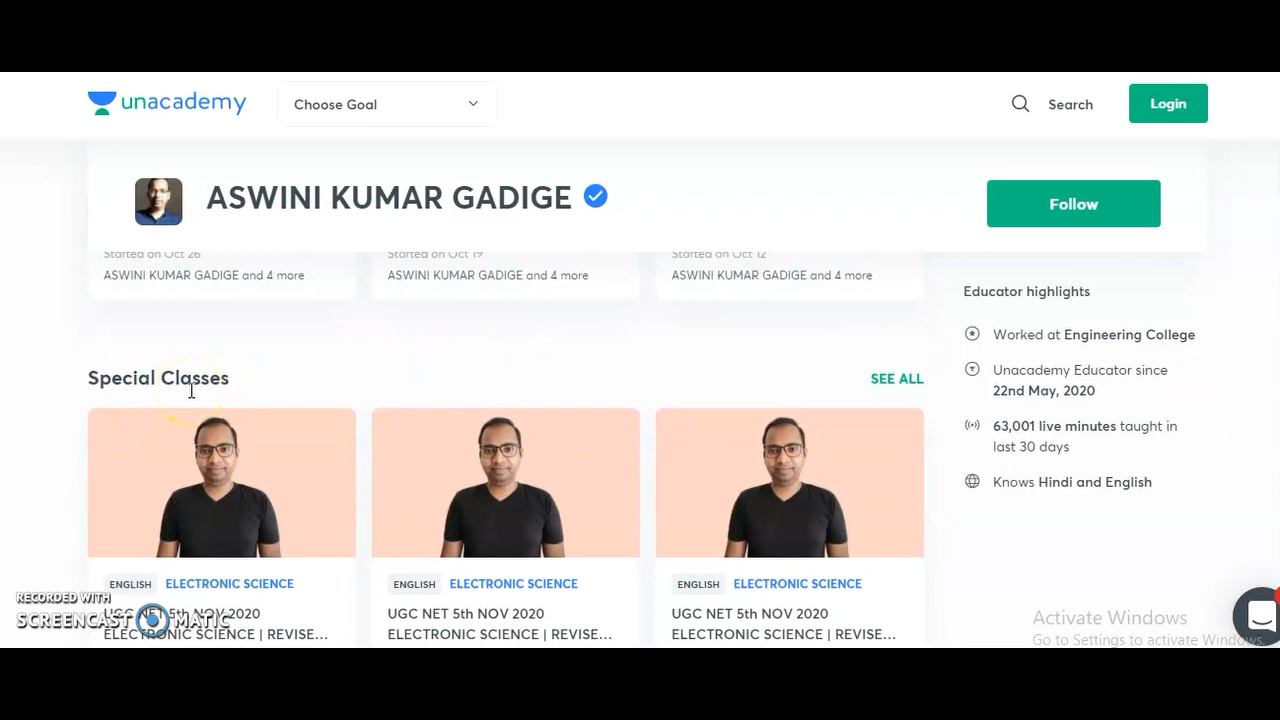 unacademy
Choose Goal
Search
Login
ASWINI KUMAR GADIGE
Follow
Started on Oct 26
Started on Oct 19
Started on Oct 12
ASWINI KUMAR GADIGE and 4 more
ASWINI KUMAR GADIGE and 4 more
ASWINI KUMAR GADIGE and 4 more
Educator highlights
Worked at Engineering College
Unacademy Educator since
22nd May, 2020
63,001 live minutes taught in
last 30 days
Knows Hindi and English
Special Classes
SEE ALL
ENGLISH ELECTRONIC SCIENCE
UGC NET 5th NOV 2020
ELECTRONIC SCIENCE | REVISE...
ENGLISH ELECTRONIC SCIENCE
UGC NET 5th NOV 2020
ELECTRONIC SCIENCE | REVISE...
ENGLISH ELECTRONIC SCIENCE
UGC NET 5th NOV 2020
ELECTRONIC SCIENCE | REVISE...
RECORDED WITH
SCREENCAST MATIC
Activate Windows
Go to Settings to activate Windows.